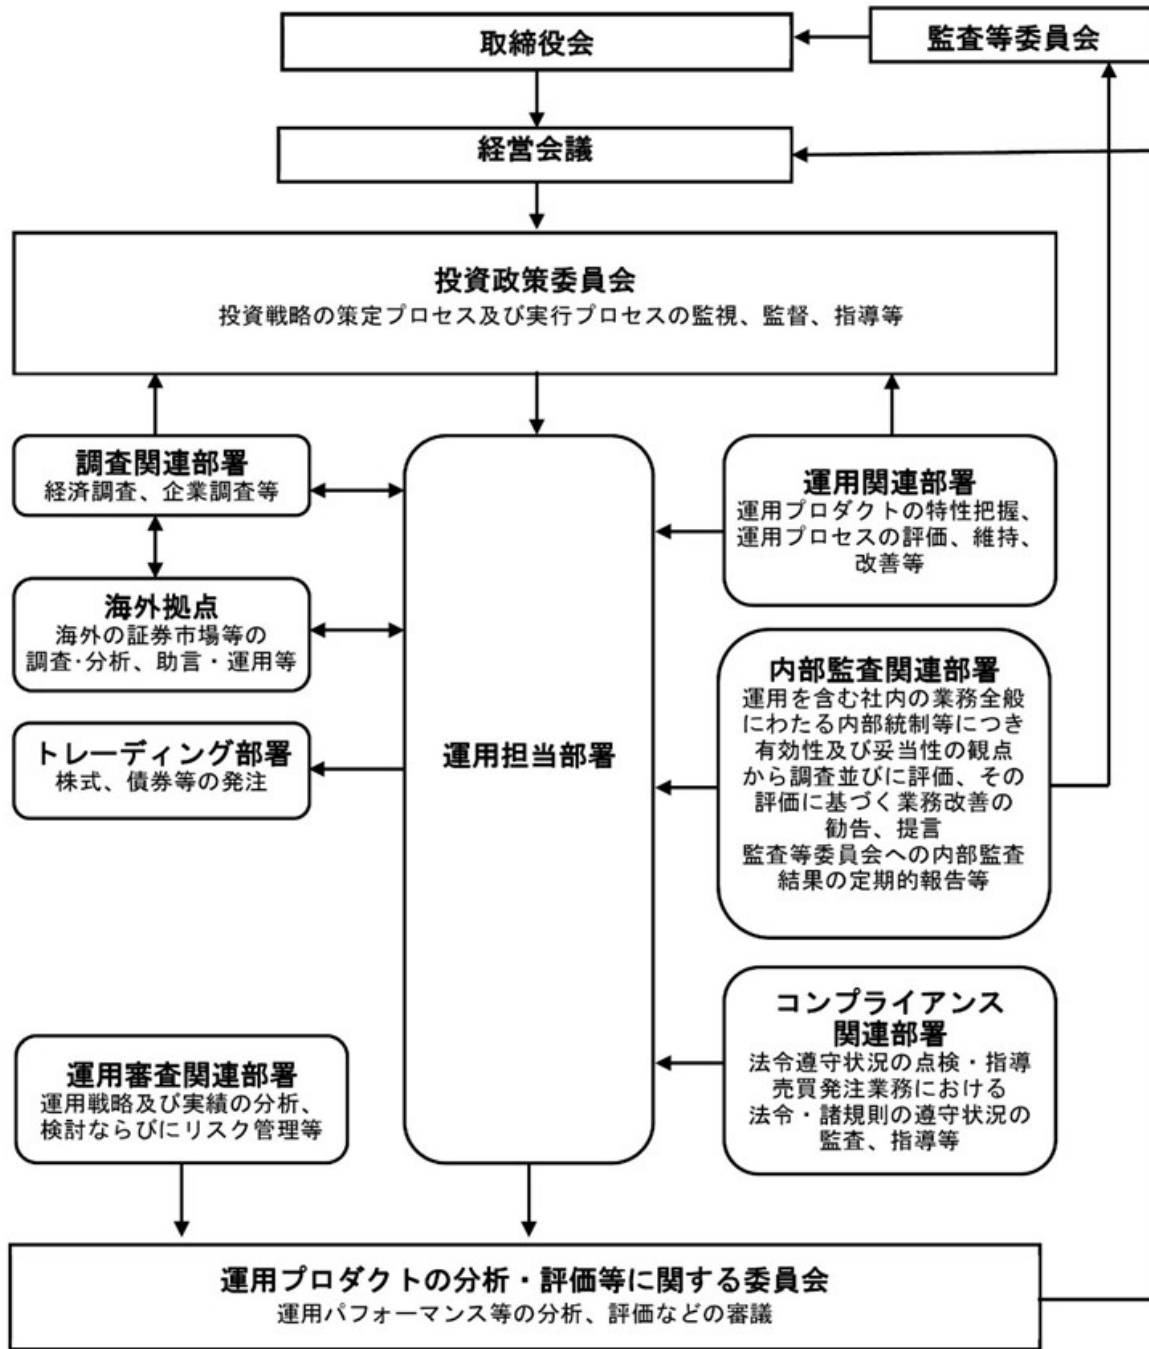 取締役会
監査等委員会
経営会議
投資政策委員会
投資戦略の策定プロセス及び実行プロセスの監視、監督、指導等
調査関連部署
経済調査、企業調査等
海外拠点
海外の証券市場等の
調査･分析、助言・運用等
トレーディング部署
株式、債券等の発注
運用担当部署
運用関連部署
運用プロダクトの特性把握、
運用プロセスの評価、維持、
改善等
内部監査関連部署
運用を含む社内の業務全般
にわたる内部統制等につき
有効性及び妥当性の観点
から調査並びに評価、その
評価に基づく業務改善の
勧告、提言
監査等委員会への内部監査
結果の定期的報告等
コンプライアンス
関連部署
法令遵守状況の点検・指導
売買発注業務における
法令・諸規則の遵守状況の
監査、指導等
運用審査関連部署
運用戦略及び実績の分析、
検討ならびにリスク管理等
運用プロダクトの分析・評価等に関する委員会
運用パフォーマンス等の分析、評価などの審議